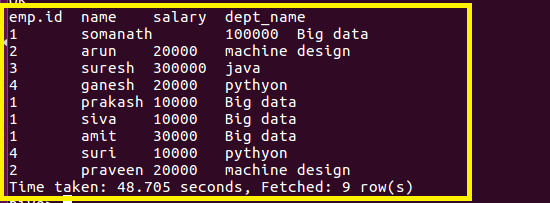 OK
emp.id name salary dept_name
1 somanath 100000 Big data
2 arun 20000 machine design
3 suresh 300000 java
4 ganesh 20000 pythyon
1 prakash 10000 Big data
1 siva 10000 Big data
1 amit 30000 Big data
4 suri 10000 pythyon
2 praveen 20000 machine design
Time taken: 48.705 seconds, Fetched: 9 row(s)